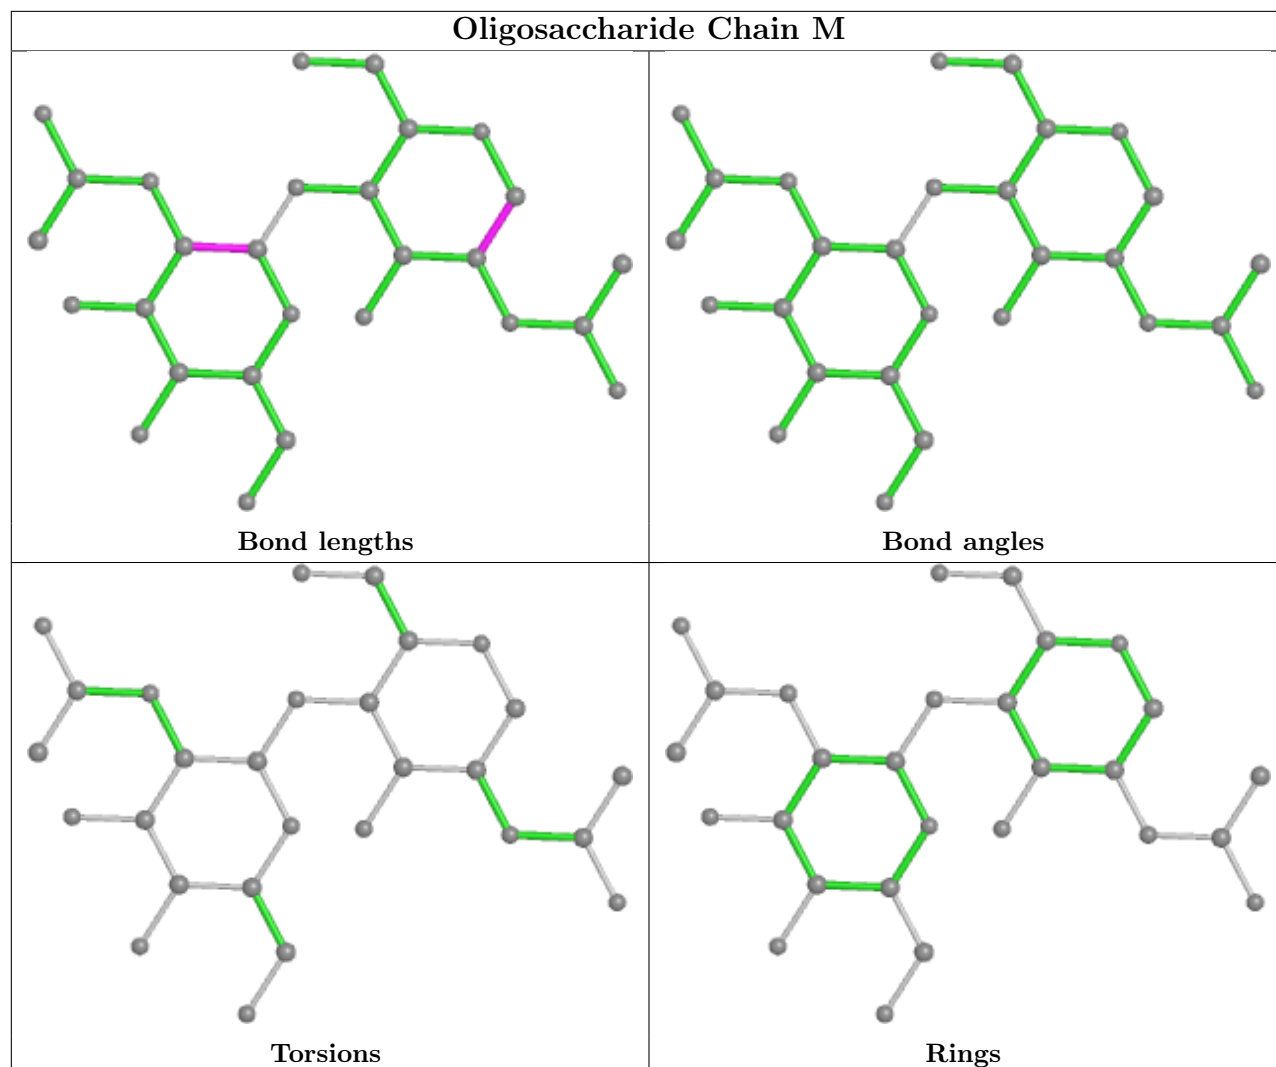 Oligosaccharide Chain M
Bond lengths
Bond angles
Torsions
Rings